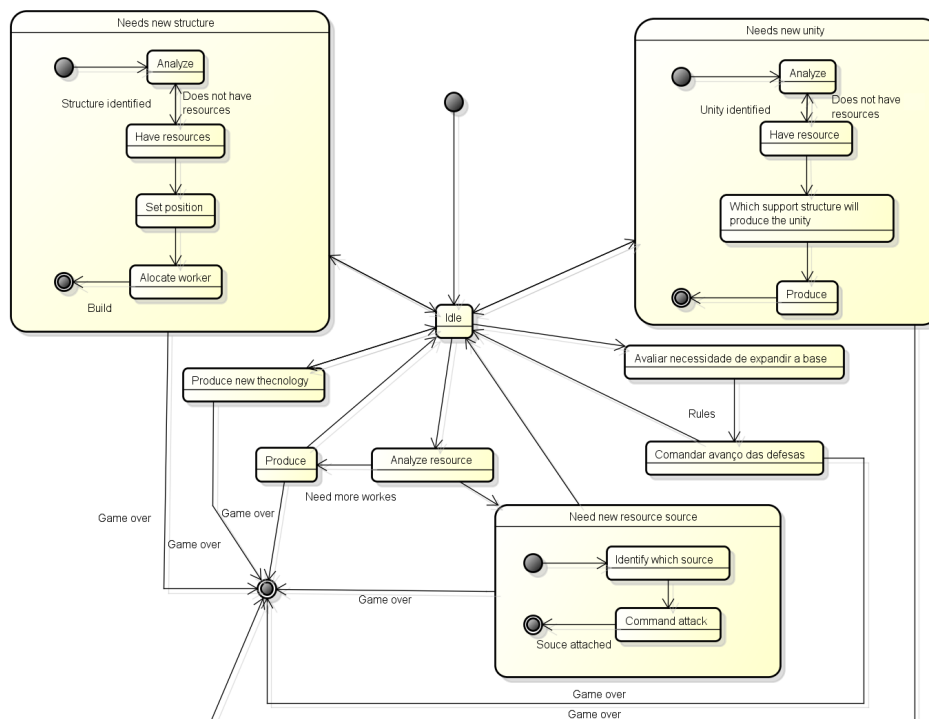 Needs new structure
Analyze
Structure identified
Does not have
resources
Have resources
Set position
Alocate worker
Build
Needs new unity
Analyze
Unity identified
Does not have
resources
Have resource
Which support structure will
produce the unity
Produce
Idle
Produce new thecnology
Avaliar necessidade de expandir a base
Rules
Comandar avanço das defesas
Produce
Analyze resource
Need more workes
Need new resource source
Identify which source
Command attack
Souce attached
Game over
Game over
Game over
Game over
Game over
Game over